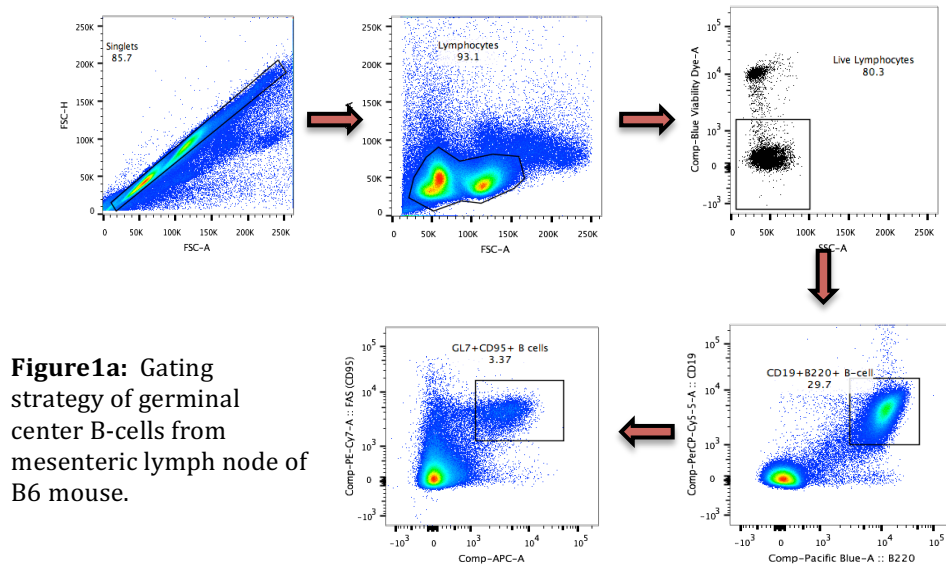 Singlets
85.7
250K
200K
150K
100K
50K
0
FSC-H
0 50K 100K 150K 200K 250K
FSC-A
Lymphocytes
93.1
250K
200K
150K
100K
50K
0
0 50K 100K 150K 200K 250K
FSC-A
Live Lymphocytes
80.3
10^5
10^4
10^3
0
-10^3
Comp-Blue Viability Dye-A
0 50K 100K 150K 200K 250K
SSC-A
Figure1a: Gating
strategy of germinal
center B-cells from
mesenteric lymph node of
B6 mouse.
GL7+CD95+ B cells
3.37
10^5
10^4
10^3
0
-10^3
Comp-PE-Cy7-A :: FAS (CD95)
-10^3 0 10^3 10^4 10^5
Comp-APC-A
CD19+B220+ B-cell
29.7
10^5
10^4
10^3
0
-10^3
Comp-PerCP-Cy5-5-A :: CD19
-10^3 0 10^3 10^4 10^5
Comp-Pacific Blue-A :: B220